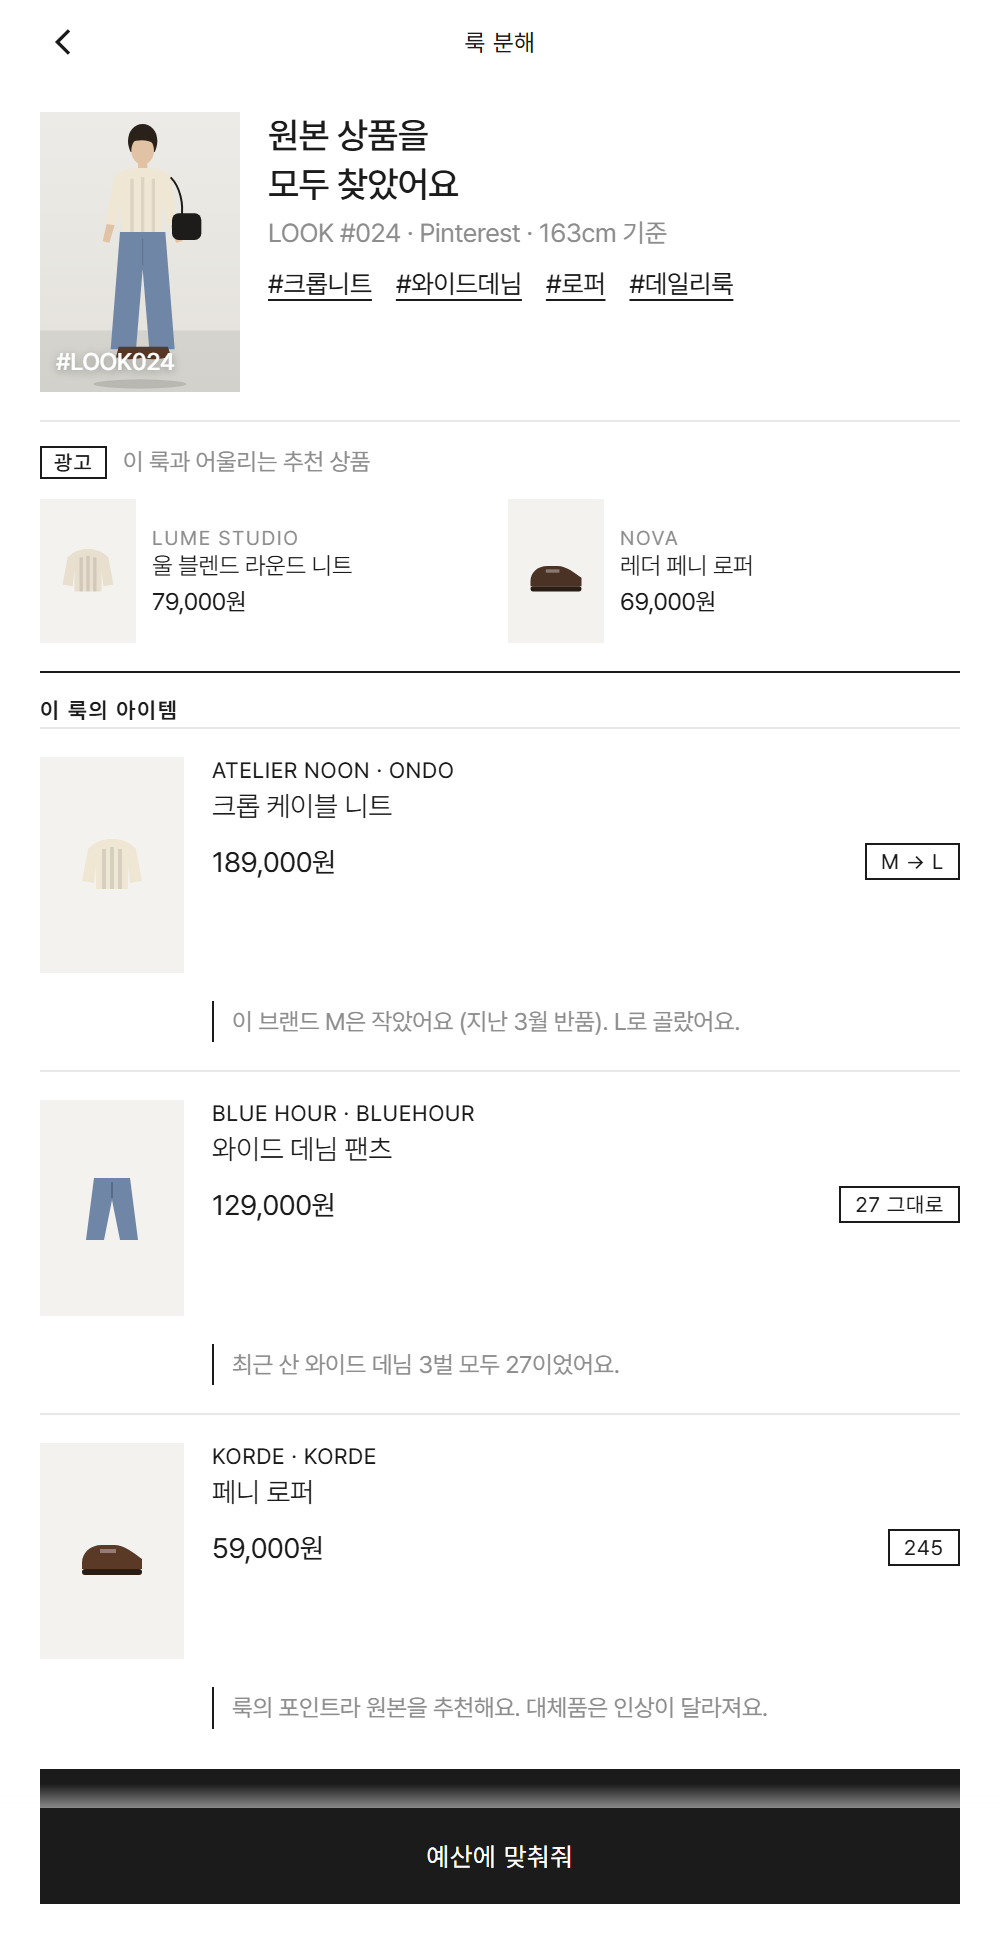 룩 분해
원본 상품을
모두 찾았어요
LOOK #024 · Pinterest · 163cm 기준
#크롭니트 #와이드데님 #로퍼 #데일리룩
#LOOK024
광고 이 룩과 어울리는 추천 상품
LUME STUDIO
울 블렌드 라운드 니트
79,000원
NOVA
레더 페니 로퍼
69,000원
이 룩의 아이템
ATELIER NOON · ONDO
크롭 케이블 니트
189,000원
M → L
이 브랜드 M은 작았어요 (지난 3월 반품). L로 골랐어요.
BLUE HOUR · BLUEHOUR
와이드 데님 팬츠
129,000원
27 그대로
최근 산 와이드 데님 3벌 모두 27이었어요.
KORDE · KORDE
페니 로퍼
59,000원
245
룩의 포인트라 원본을 추천해요. 대체품은 인상이 달라져요.
예산에 맞춰줘